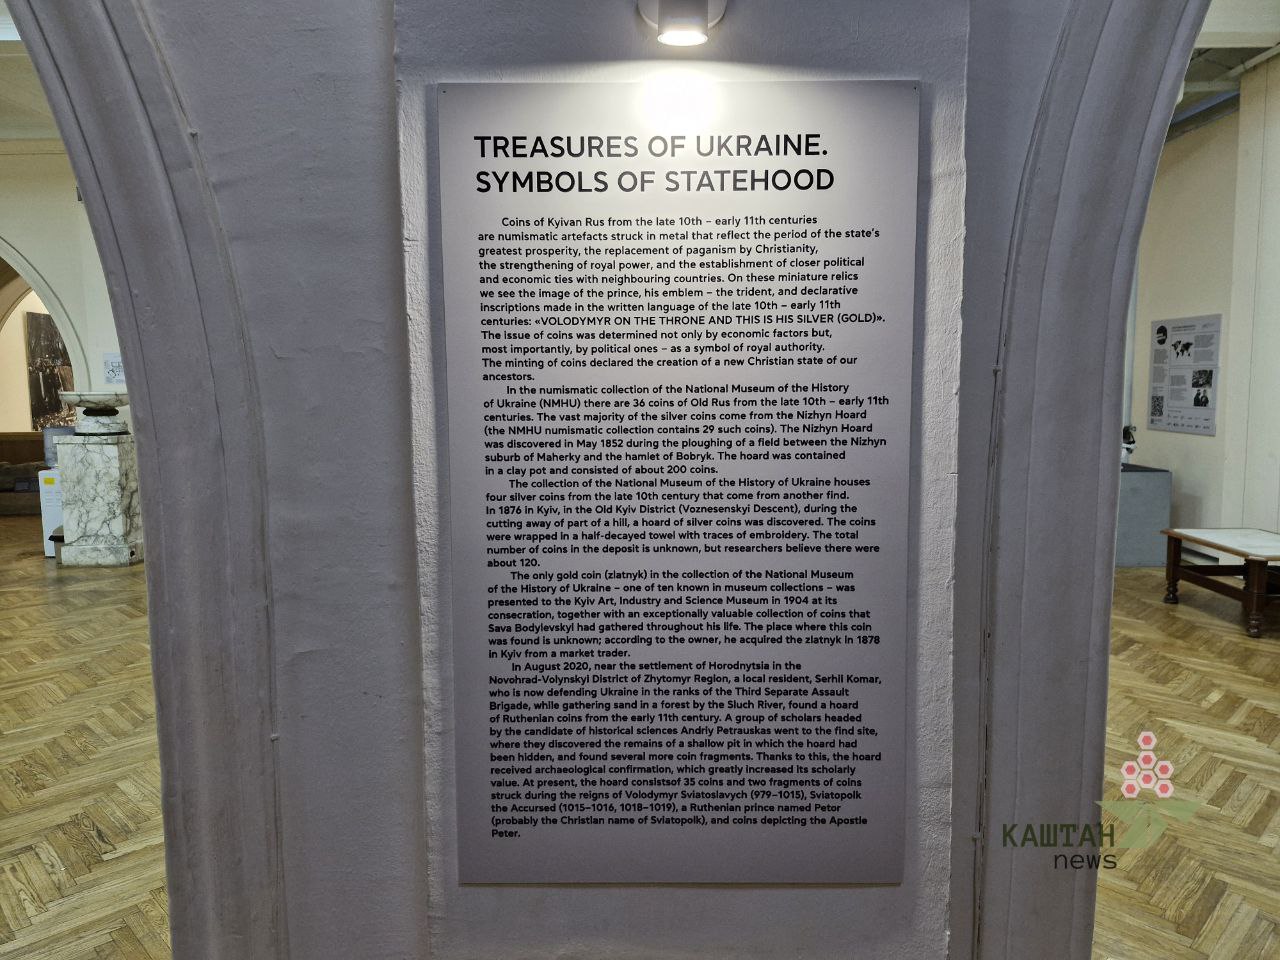 TREASURES OF UKRAINE.
SYMBOLS OF STATEHOOD
Coins of Kyivan Rus from the late 10th – early 11th centuries
are numismatic artefacts struck in metal that reflect the period of the state's
greatest prosperity, the replacement of paganism by Christianity,
the strengthening of royal power, and the establishment of closer political
and economic ties with neighbouring countries. On these miniature relics
we see the image of the prince, his emblem – the trident, and declarative
inscriptions made in the written language of the late 10th – early 11th
centuries: «VOLODYMYR ON THE THRONE AND THIS IS HIS SILVER (GOLD)».
The issue of coins was determined not only by economic factors but,
most importantly, by political ones – as a symbol of royal authority.
The minting of coins declared the creation of a new Christian state of our
ancestors.
In the numismatic collection of the National Museum of the History
of Ukraine (NMHU) there are 36 coins of Old Rus from the late 10th – early 11th
centuries. The vast majority of the silver coins come from the Nizhyn Hoard
(the NMHU numismatic collection contains 29 such coins). The Nizhyn Hoard
was discovered in May 1852 during the ploughing of a field between the Nizhyn
suburb of Maherky and the hamlet of Bobryk. The hoard was contained
in a clay pot and consisted of about 200 coins.
The collection of the National Museum of the History of Ukraine houses
four silver coins from the late 10th century that come from another find.
In 1876 in Kyiv, in the Old Kyiv District (Voznesenskyi Descent), during the
cutting away of part of a hill, a hoard of silver coins was discovered. The coins
were wrapped in a half-decayed towel with traces of embroidery. The total
number of coins in the deposit is unknown, but researchers believe there were
about 120.
The only gold coin (zlatnyk) in the collection of the National Museum
of the History of Ukraine – one of ten known in museum collections – was
presented to the Kyiv Art, Industry and Science Museum in 1904 at its
consecration, together with an exceptionally valuable collection of coins that
Sava Bodylevskyi had gathered throughout his life. The place where this coin
was found is unknown; according to the owner, he acquired the zlatnyk in 1878
in Kyiv from a market trader.
In August 2020, near the settlement of Horodnytsia in the
Novohrad-Volynskyi District of Zhytomyr Region, a local resident, Serhii Komar,
who is now defending Ukraine in the ranks of the Third Separate Assault
Brigade, while gathering sand in a forest by the Sluch River, found a hoard
of Ruthenian coins from the early 11th century. A group of scholars headed
by the candidate of historical sciences Andriy Petrauskas went to the find site,
where they discovered the remains of a shallow pit in which the hoard had
been hidden, and found several more coin fragments. Thanks to this, the hoard
received archaeological confirmation, which greatly increased its scholarly
value. At present, the hoard consistsof 35 coins and two fragments of coins
struck during the reigns of Volodymyr Sviatoslavych (979–1015), Sviatopolk
the Accursed (1015–1016, 1018–1019), a Ruthenian prince named Petor
(probably the Christian name of Sviatopolk), and coins depicting the Apostle
Peter.
КАШТАН
news